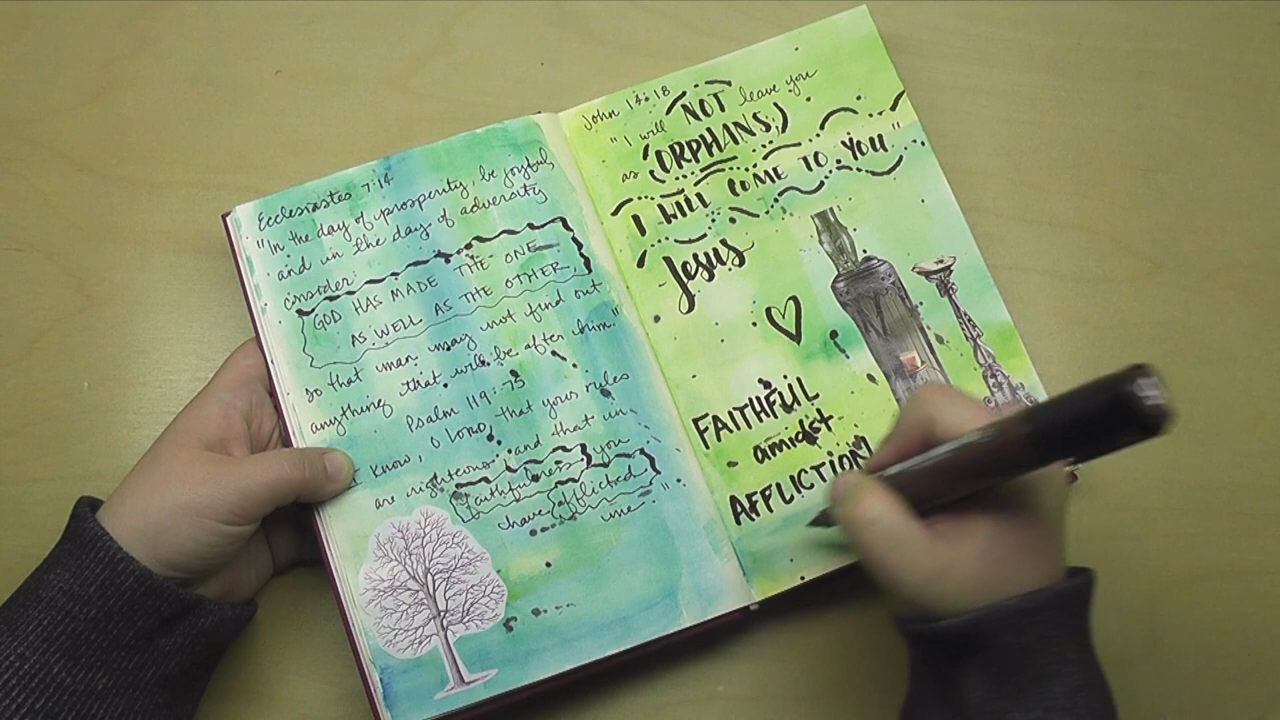 Ecclesiastes 7:14
"In the day of prosperity, be joyful,
and in the day of adversity
consider:
GOD HAS MADE THE ONE
AS WELL AS THE OTHER,
so that man may not find out
anything that will be after him."
Psalm 119:75
I know, O LORD, that your rules
are righteous, and that in
faithfulness you
have afflicted
me"
John 14:18
"I will NOT leave you
as ORPHANS;
I WILL COME TO YOU"
Jesus
FAITHFUL
amidst
AFFLICTION